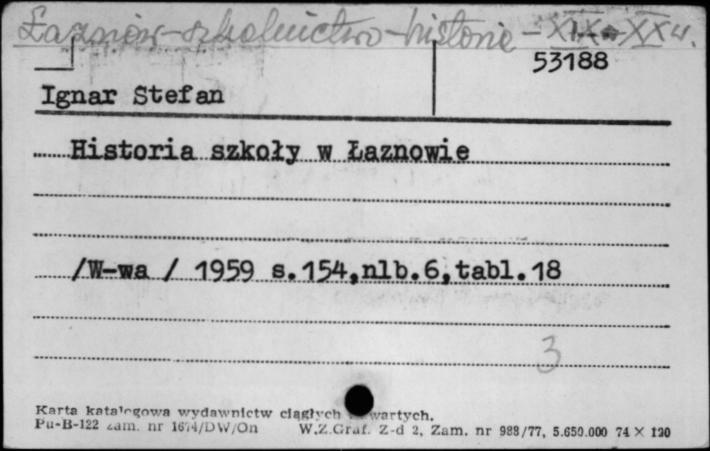 Łaznów-szkolnictwo-historia-XIX-XX w.
53188
Ignar Stefan
Historia szkoły w Łaznowie
/W-wa / 1959 s.154,nlb.6,tabl.18
3
Karta katalogowa wydawnictw ciągłych wartych.
Pu-B-122 zam. nr 1674/DW/On W.Z.Graf. Z-d 2, Zam. nr 988/77, 5.650.000 74 × 120